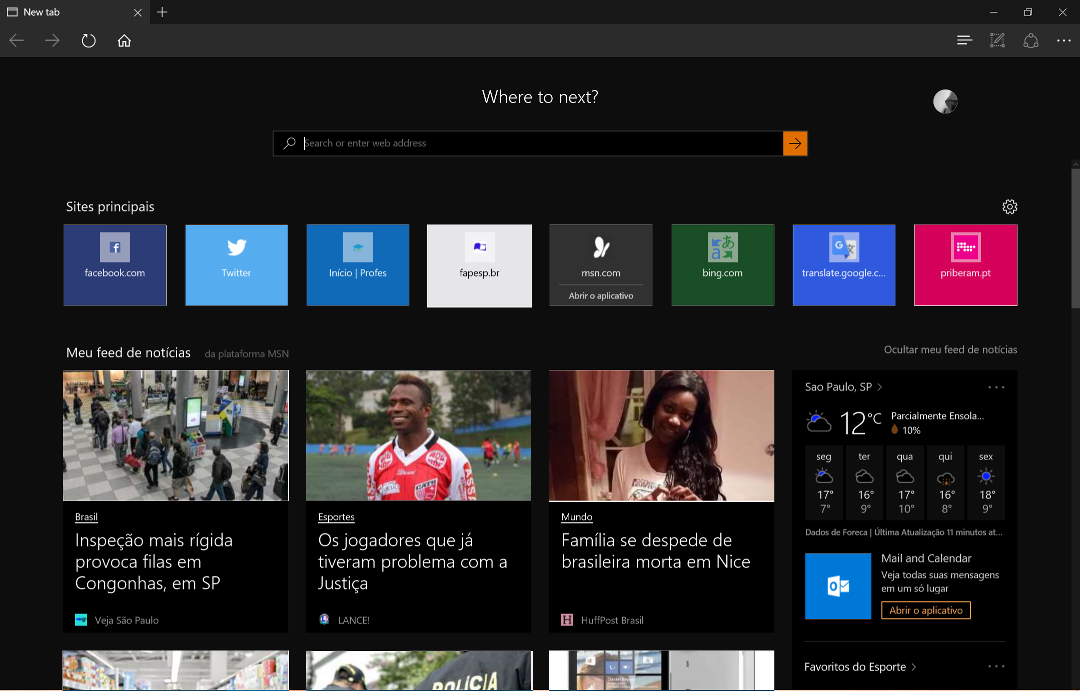 New tab
Where to next?
Search or enter web address
Sites principais
facebook.com
Twitter
Início | Profes
fapesp.br
msn.com
Abrir o aplicativo
bing.com
translate.google.c...
priberam.pt
Meu feed de notícias da plataforma MSN
Ocultar meu feed de notícias
Brasil
Inspeção mais rígida
provoca filas em
Congonhas, em SP
Veja São Paulo
Esportes
Os jogadores que já
tiveram problema com a
Justiça
LANCE!
Mundo
Família se despede de
brasileira morta em Nice
HuffPost Brasil
Sao Paulo, SP
12°C
Parcialmente Ensola...
10%
seg ter qua qui sex
17° 16° 17° 16° 18°
7° 9° 10° 8° 9°
Dados de Foreca | Última Atualização 11 minutos at...
Mail and Calendar
Veja todas suas mensagens
em um só lugar
Abrir o aplicativo
Favoritos do Esporte
POLÍCIA